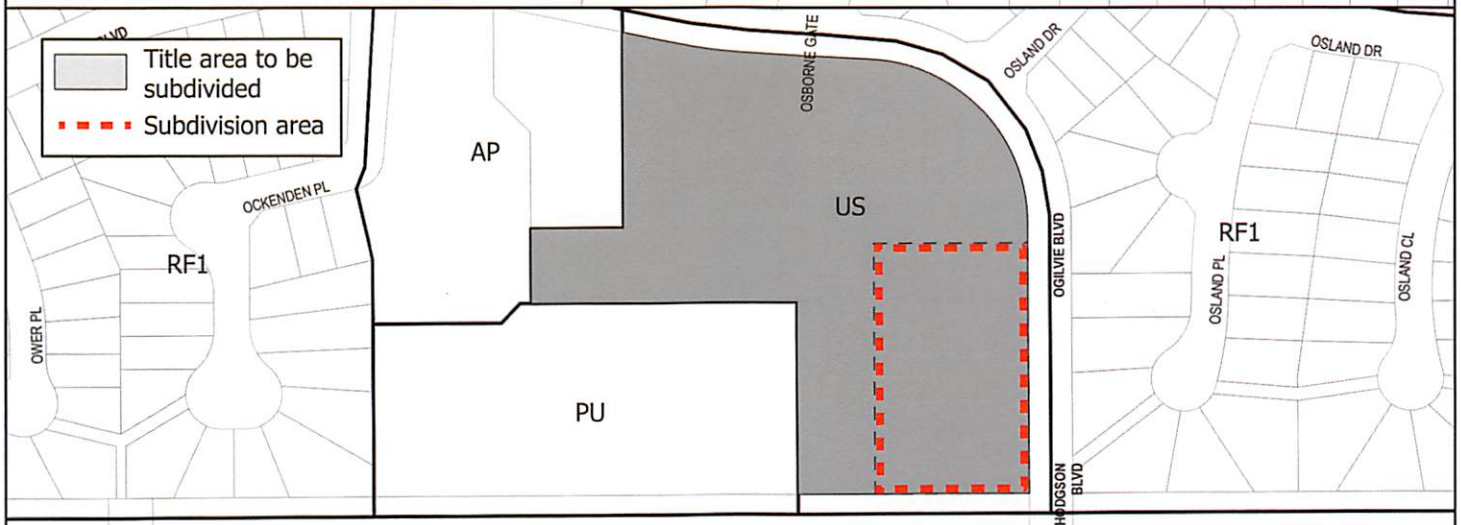 BLVD
Title area to be
subdivided
Subdivision area
OSBORNE GATE
OSLAND DR
OSLAND DR
AP
OCKENDEN PL
US
RF1
RF1
OGILVIE BLVD
OSLAND PL
OSLAND CL
OWER PL
PU
HODGSON
BLVD